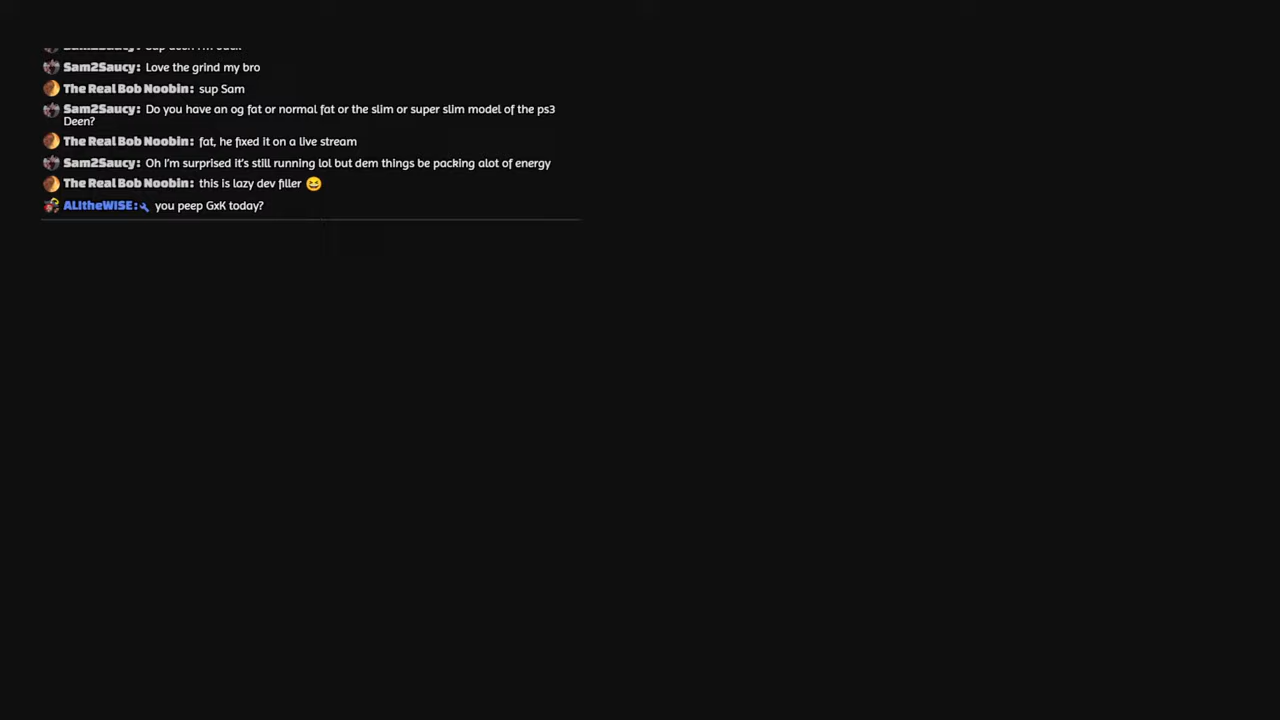 Sam2Saucy: Love the grind my bro
The Real Bob Noobin: sup Sam
Sam2Saucy: Do you have an og fat or normal fat or the slim or super slim model of the ps3
Deen?
The Real Bob Noobin: fat, he fixed it on a live stream
Sam2Saucy: Oh I'm surprised it's still running lol but dem things be packing alot of energy
The Real Bob Noobin: this is lazy dev filler 😆
ALItheWISE: you peep GxK today?